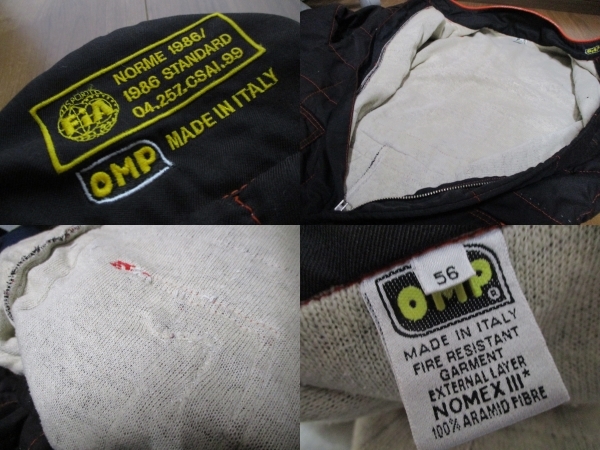 NORME 1986/
1986 STANDARD
04.257.CSAI-99
FIA
OMP
MADE IN ITALY
OMP
56
OMP
MADE IN ITALY
FIRE RESISTANT
GARMENT
EXTERNAL LAYER
NOMEX III*
100% ARAMID FIBRE